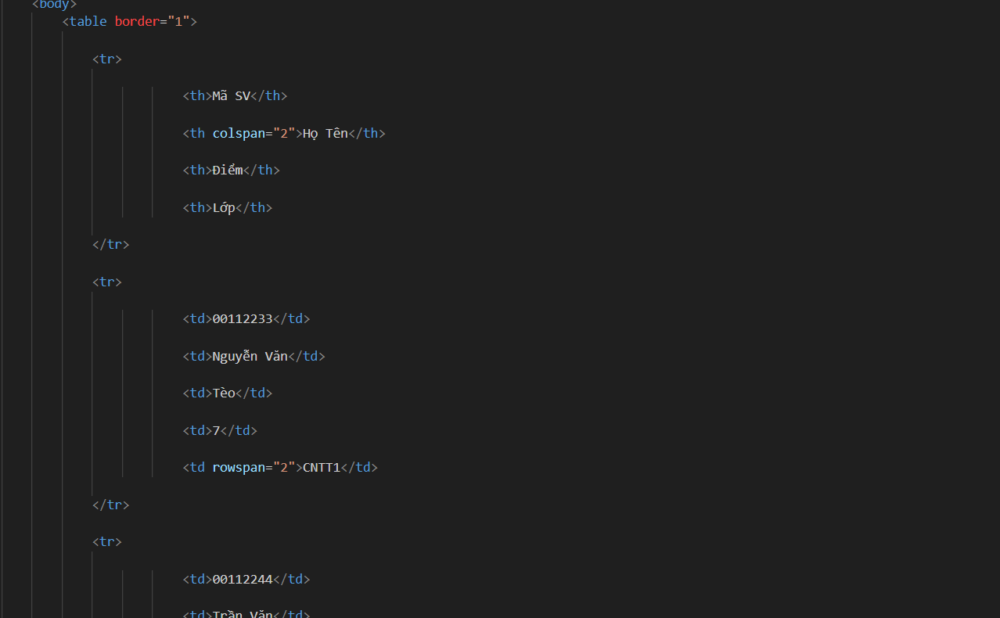 <body>
<table border="1">
<tr>
<th>Mã SV</th>
<th colspan="2">Họ Tên</th>
<th>Điểm</th>
<th>Lớp</th>
</tr>
<tr>
<td>00112233</td>
<td>Nguyễn Văn</td>
<td>Tèo</td>
<td>7</td>
<td rowspan="2">CNTT1</td>
</tr>
<tr>
<td>00112244</td>
<td>Trần Văn</td>